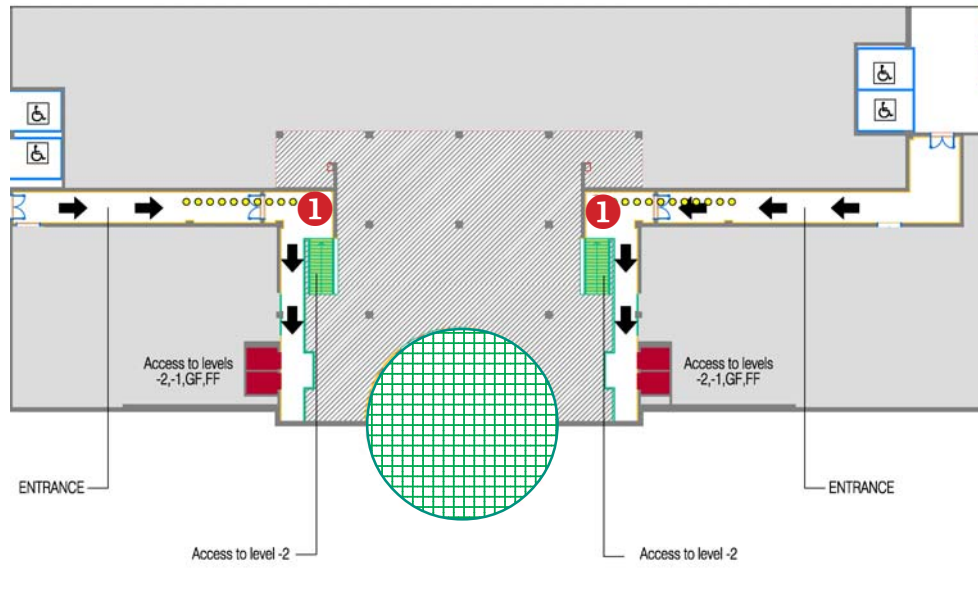 1
1
Access to levels
-2,-1,GF,FF
Access to levels
-2,-1,GF,FF
ENTRANCE
ENTRANCE
Access to level -2
Access to level -2